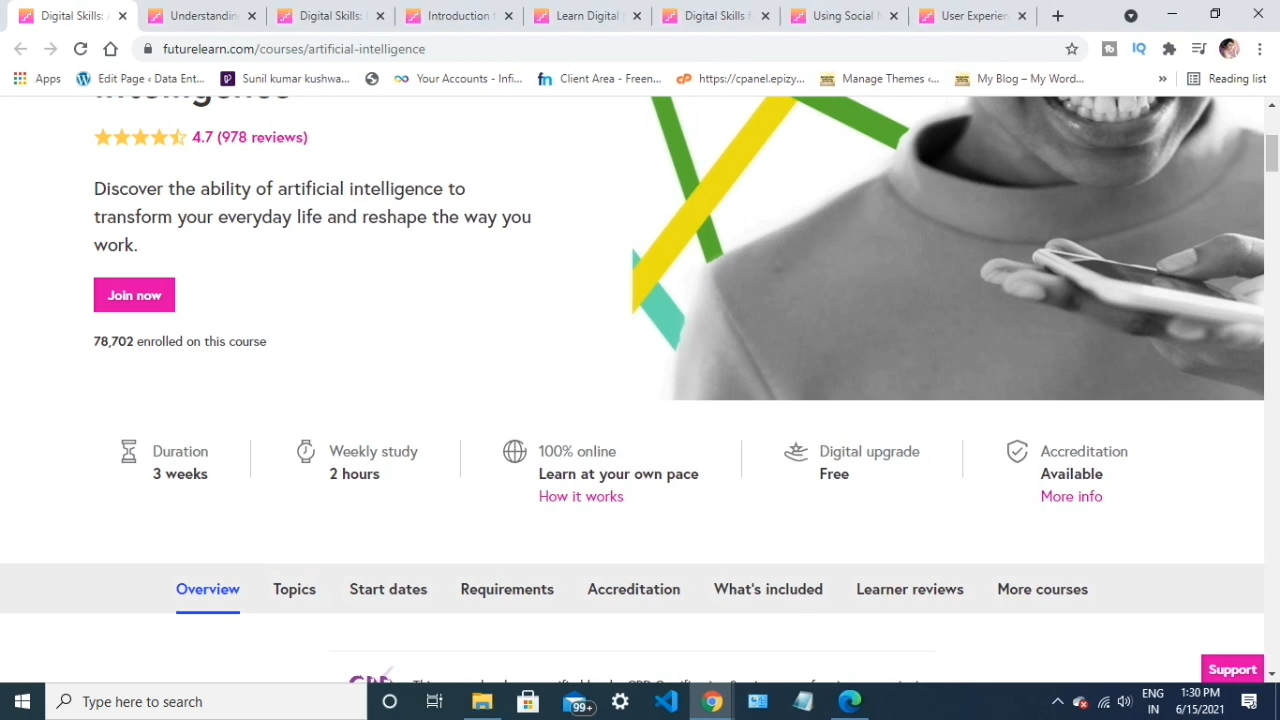 Digital Skills: A
Understandin
Digital Skills: 
Introduction
Learn Digital
Digital Skills f
Using Social
User Experien
futurelearn.com/courses/artificial-intelligence
Apps
Edit Page ‹ Data Ent...
Sunil kumar kushwa...
Your Accounts - Infi...
fn
Client Area - Freen...
cP
https://cpanel.epizy...
Manage Themes ‹...
My Blog – My Word...
»
Reading list
IQ
Intelligence
4.7 (978 reviews)
Discover the ability of artificial intelligence to
transform your everyday life and reshape the way you
work.
Join now
78,702 enrolled on this course
Duration
3 weeks
Weekly study
2 hours
100% online
Learn at your own pace
How it works
Digital upgrade
Free
Accreditation
Available
More info
Overview Topics Start dates Requirements Accreditation What's included Learner reviews More courses
Support
Type here to search
99+
ENG
IN
1:30 PM
6/15/2021